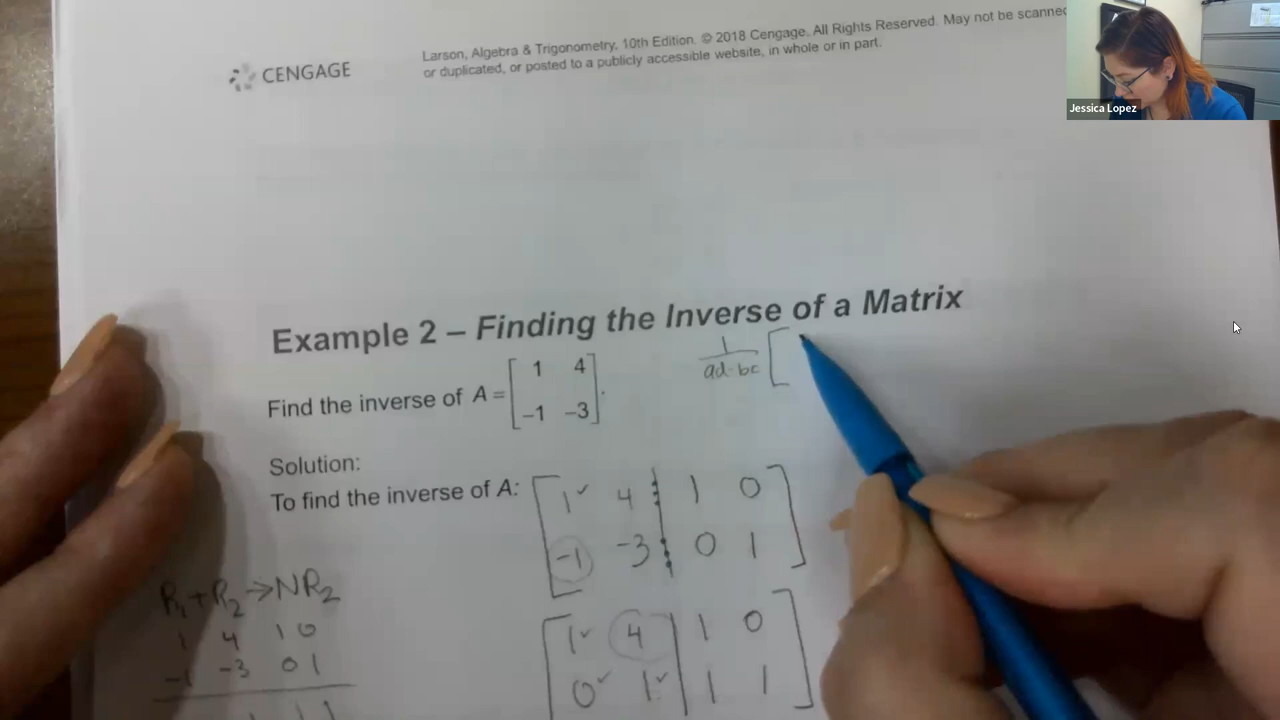 CENGAGE
Larson, Algebra & Trigonometry, 10th Edition. © 2018 Cengage. All Rights Reserved. May not be scanned
or duplicated, or posted to a publicly accessible website, in whole or in part.
Jessica Lopez
Example 2 – Finding the Inverse of a Matrix
1
ad-bc [
Find the inverse of A = [ 1 4
-1 -3 ].
Solution:
To find the inverse of A:
[ 1 ✓ 4 ⋮ 1 0 ]
[ -1 -3 ⋮ 0 1 ]
R₁ + R₂ → NR₂
1 4 1 0
-1 -3 0 1
[ 1 ✓ 4 | 1 0 ]
[ 0 ✓ 1 ✓ | 1 1 ]